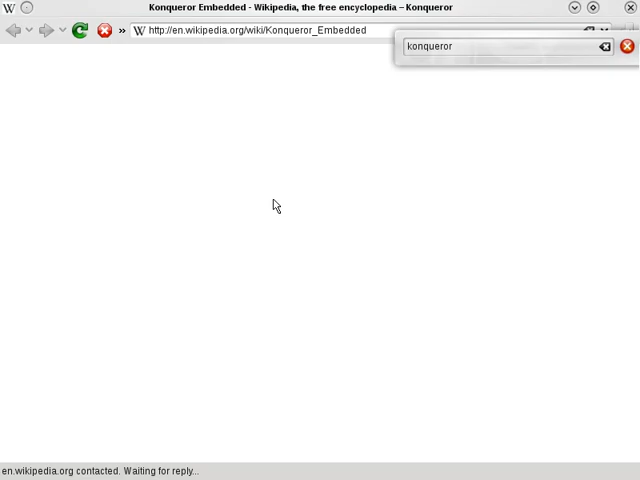 Konqueror Embedded - Wikipedia, the free encyclopedia – Konqueror
» W http://en.wikipedia.org/wiki/Konqueror_Embedded
konqueror
en.wikipedia.org contacted. Waiting for reply...